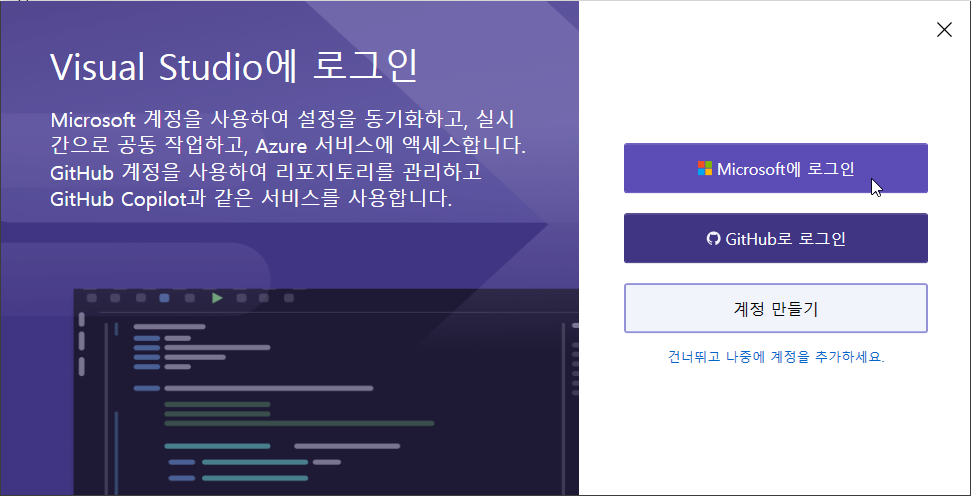 Visual Studio에 로그인
Microsoft 계정을 사용하여 설정을 동기화하고, 실시
간으로 공동 작업하고, Azure 서비스에 액세스합니다.
GitHub 계정을 사용하여 리포지토리를 관리하고
GitHub Copilot과 같은 서비스를 사용합니다.
Microsoft에 로그인
GitHub로 로그인
계정 만들기
건너뛰고 나중에 계정을 추가하세요.